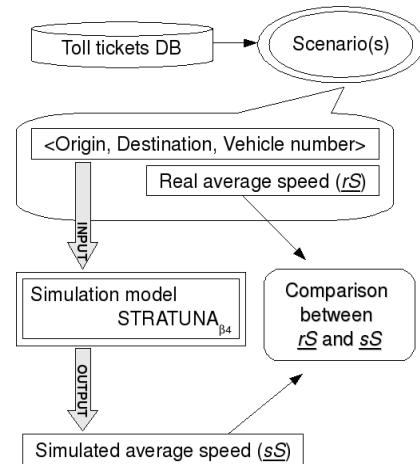 Toll tickets DB
Scenario(s)
<Origin, Destination, Vehicle number>
Real average speed (rS)
INPUT
Simulation model
STRATUNAβ4
Comparison
between
rS and sS
OUTPUT
Simulated average speed (sS)